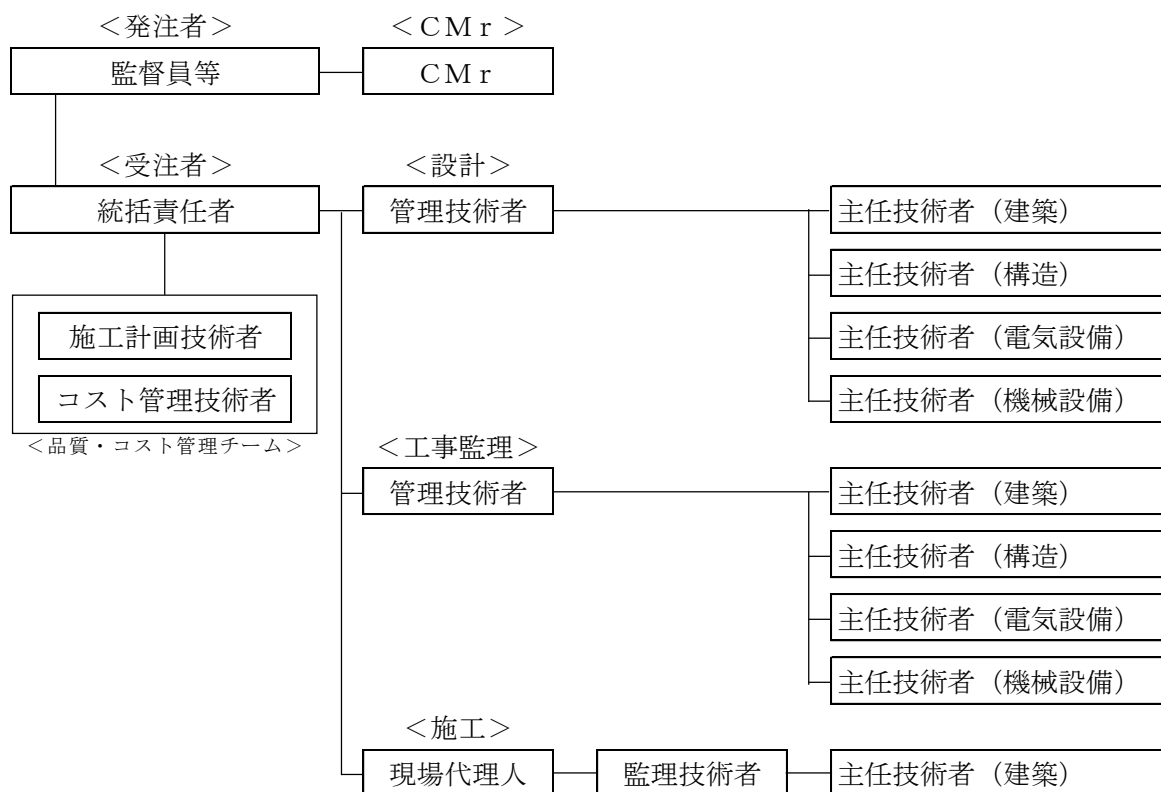 ＜発注者＞ ＜ＣＭｒ＞
監督員等 ＣＭｒ
＜受注者＞ ＜設計＞
統括責任者 管理技術者 主任技術者（建築）
主任技術者（構造）
施工計画技術者 主任技術者（電気設備）
コスト管理技術者 主任技術者（機械設備）
＜品質・コスト管理チーム＞ ＜工事監理＞
管理技術者 主任技術者（建築）
主任技術者（構造）
主任技術者（電気設備）
主任技術者（機械設備）
＜施工＞
現場代理人 監理技術者 主任技術者（建築）